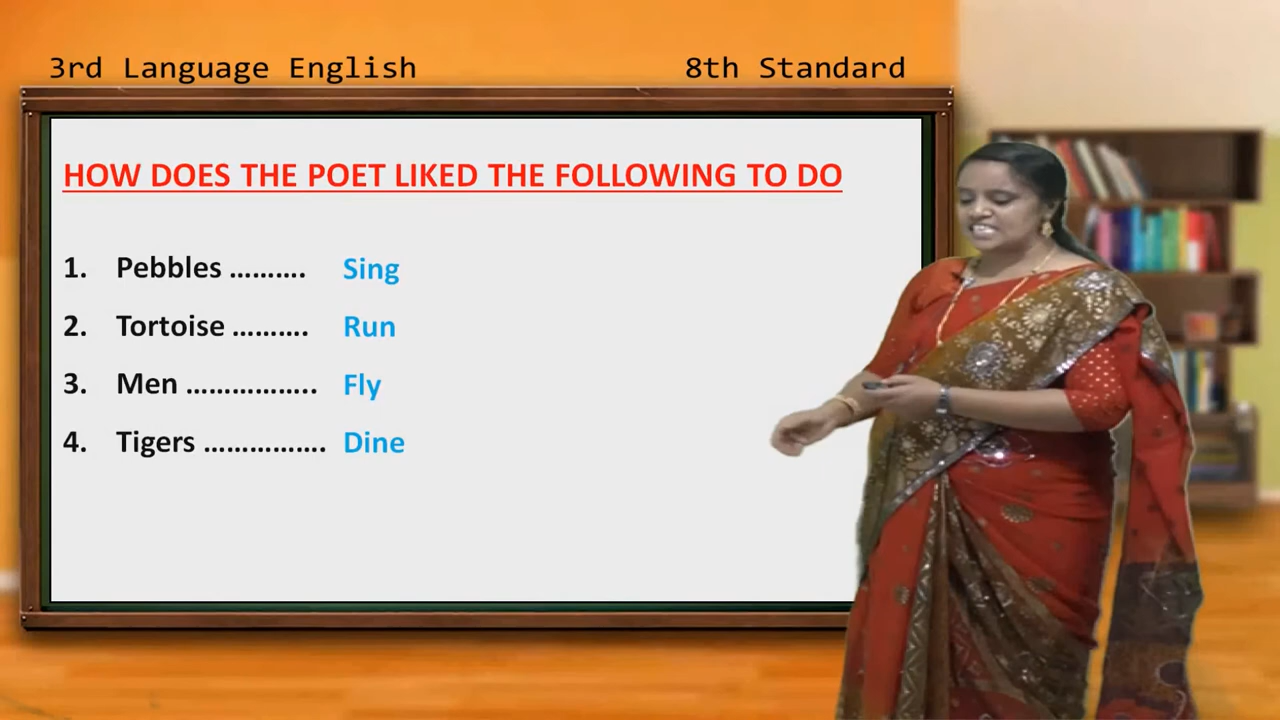 3rd Language English 8th Standard
HOW DOES THE POET LIKED THE FOLLOWING TO DO
1. Pebbles ………. Sing
2. Tortoise ………. Run
3. Men …………….. Fly
4. Tigers ……………. Dine